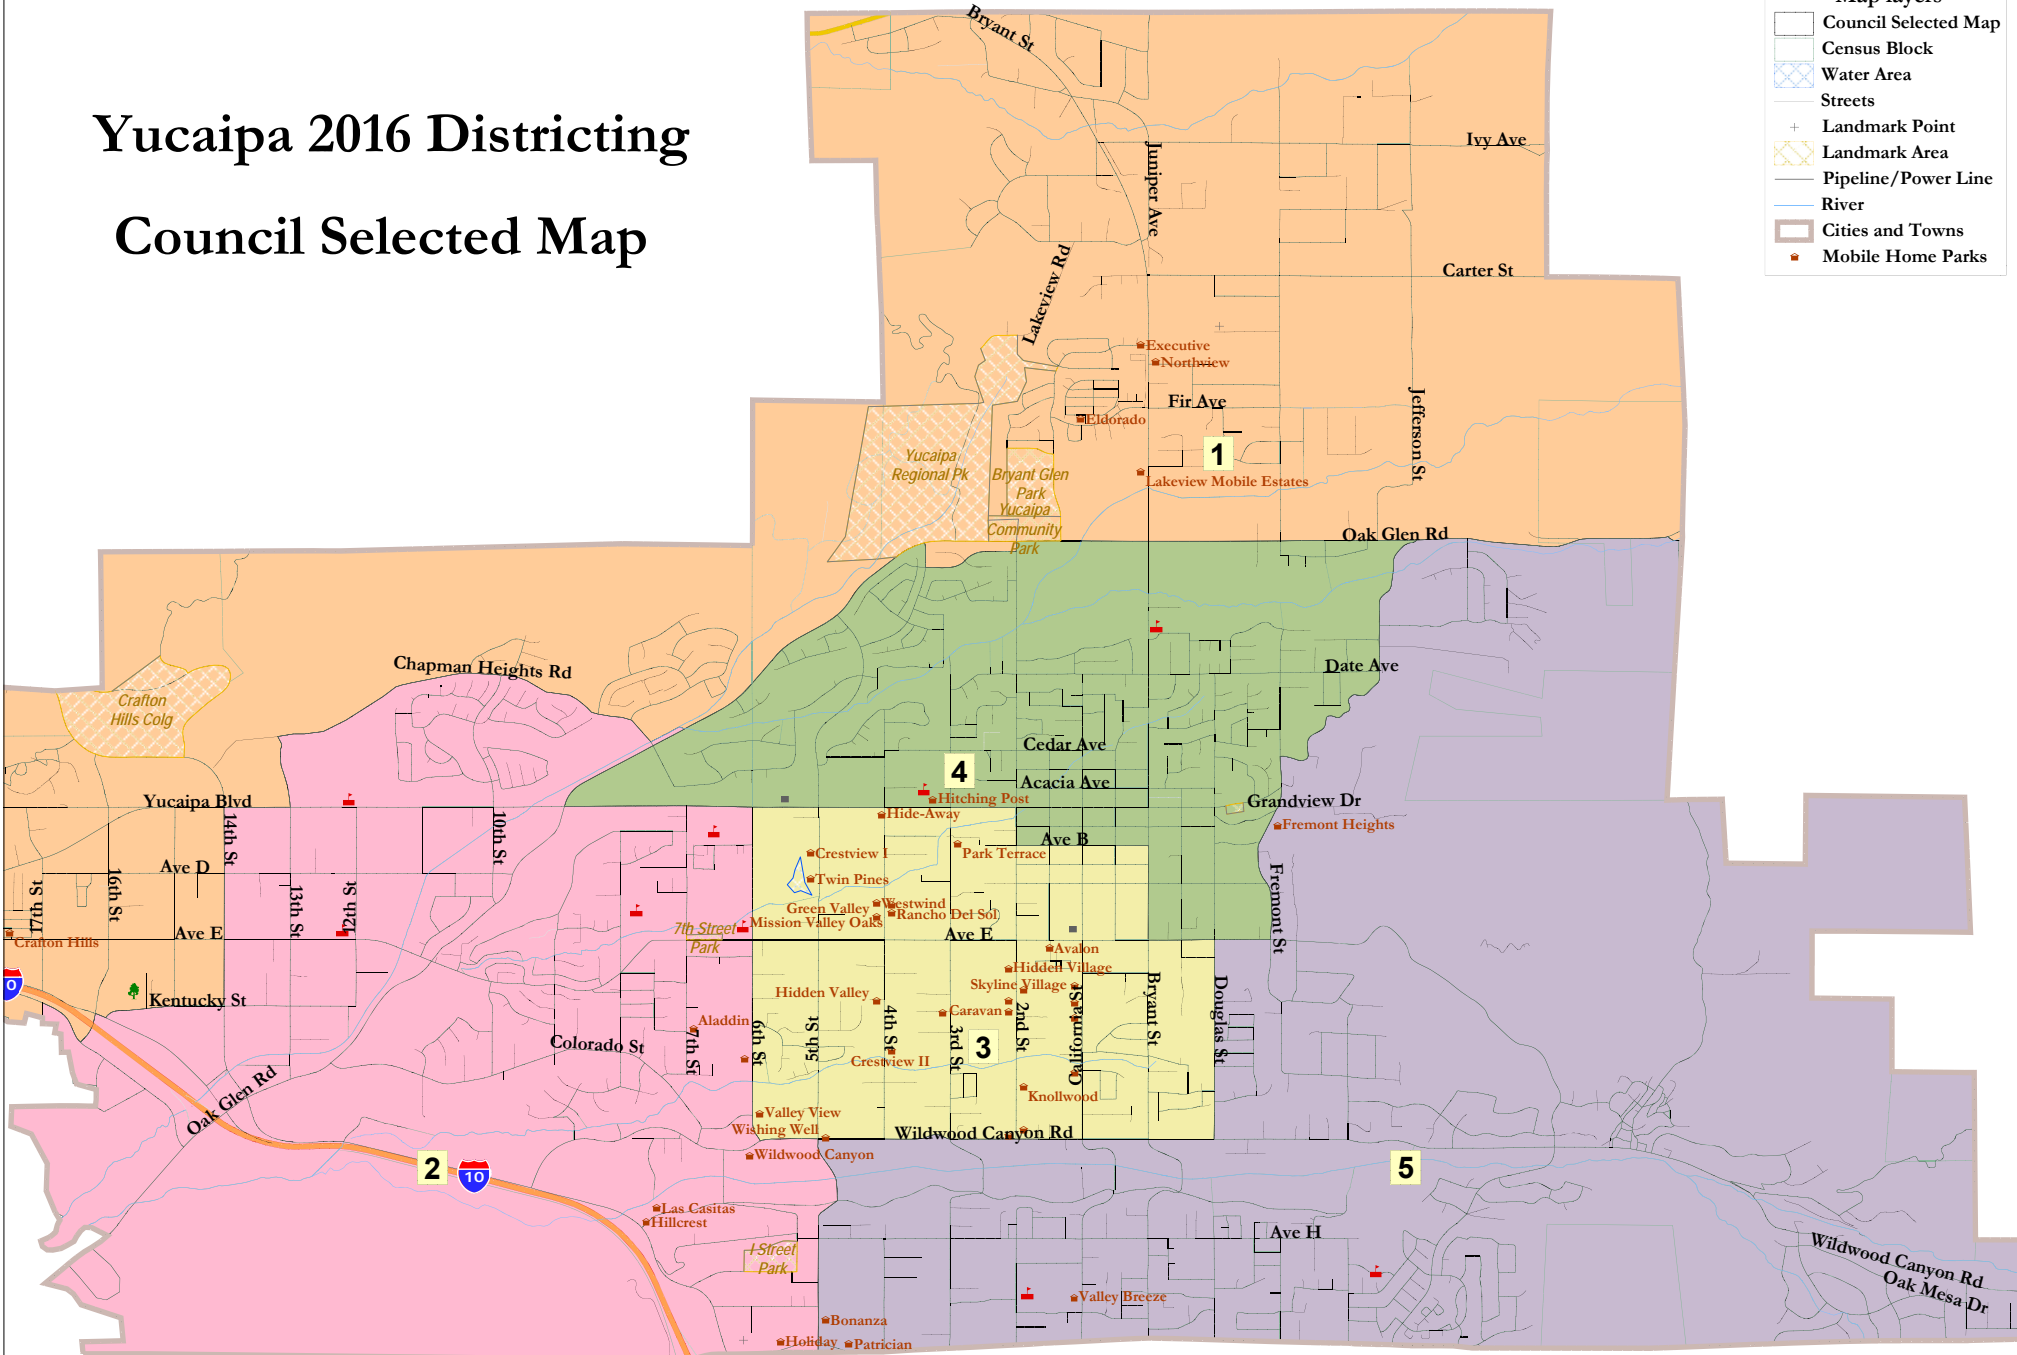 Yucaipa 2016 Districting
Council Selected Map
Map layers
Council Selected Map
Census Block
Water Area
Streets
Landmark Point
Landmark Area
Pipeline/Power Line
River
Cities and Towns
Mobile Home Parks
Bryant St
Ivy Ave
Juniper Ave
Carter St
Lakeview Rd
Executive
Northview
Fir Ave
Jefferson St
Eldorado
1
Yucaipa
Regional Pk
Bryant Glen
Park
Lakeview Mobile Estates
Yucaipa
Community
Park
Oak Glen Rd
Chapman Heights Rd
Date Ave
Crafton
Hills Colg
Cedar Ave
4
Acacia Ave
Yucaipa Blvd
Hitching Post
Grandview Dr
Hide-Away
Fremont Heights
14th St
10th St
Ave B
Crestview I
Park Terrace
Ave D
Twin Pines
17th St
16th St
13th St
12th St
Green Valley
Westwind
Rancho Del Sol
Mission Valley Oaks
7th Street
Park
Fremont St
Ave E
Ave E
Crafton Hills
Avalon
Hidden Village
0
Skyline Village
Hidden Valley
Kentucky St
Caravan
Aladdin
7th St
6th St
5th St
4th St
3rd St
2nd St
California St
Bryant St
Douglas St
3
Colorado St
Crestview II
Knollwood
Oak Glen Rd
Valley View
Wishing Well
Wildwood Canyon Rd
Wildwood Canyon
2
10
5
Las Casitas
Hillcrest
Ave H
I Street
Park
Wildwood Canyon Rd
Oak Mesa Dr
Valley Breeze
Bonanza
Holiday
Patrician